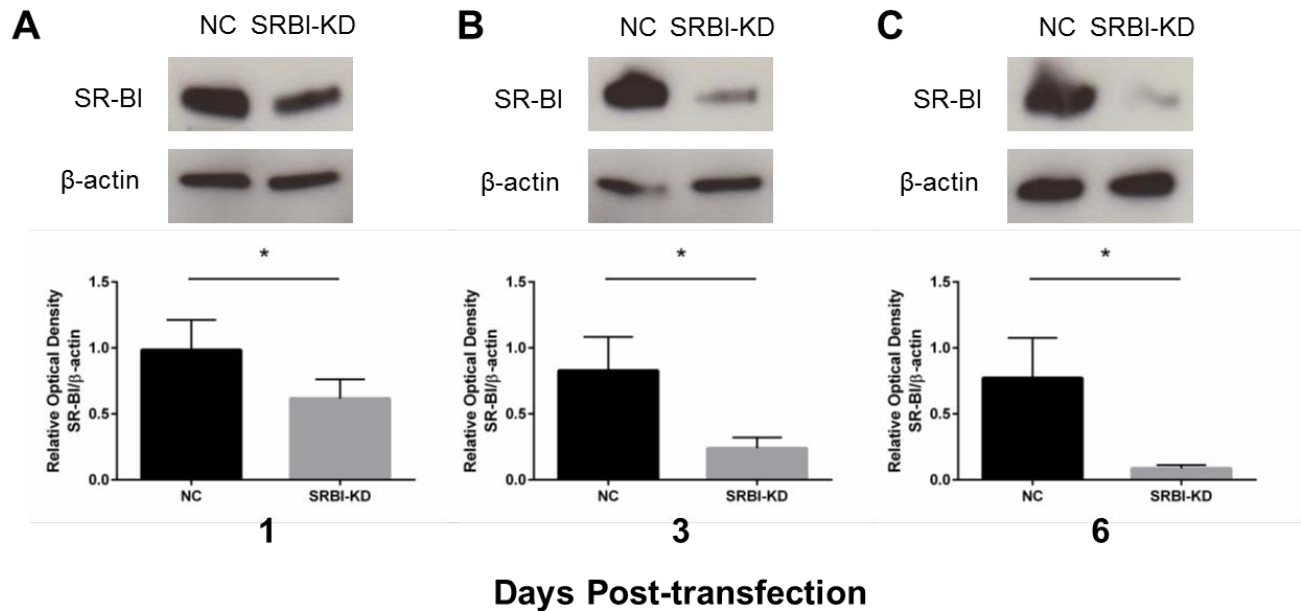 A
NC SRBI-KD
SR-BI
β-actin
*
Relative Optical Density
SR-BI/β-actin
1.5
1.0
0.5
0.0
NC
SRBI-KD
1
B
NC SRBI-KD
SR-BI
β-actin
*
Relative Optical Density
SR-BI/β-actin
1.5
1.0
0.5
0.0
NC
SRBI-KD
3
C
NC SRBI-KD
SR-BI
β-actin
*
Relative Optical Density
SR-BI/β-actin
1.5
1.0
0.5
0.0
NC
SRBI-KD
6
Days Post-transfection